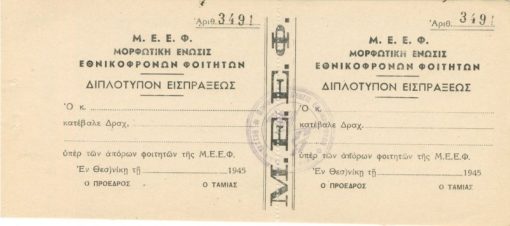 Ἀριθ. 3491
Μ. Ε. Ε. Φ.
ΜΟΡΦΩΤΙΚΗ ΕΝΩΣΙΣ
ΕΘΝΙΚΟΦΡΟΝΩΝ ΦΟΙΤΗΤΩΝ
ΔΙΠΛΟΤΥΠΟΝ ΕΙΣΠΡΑΞΕΩΣ
Ὁ κ.
κατέβαλε Δραχ.
ὑπὲρ τῶν ἀπόρων φοιτητῶν τῆς Μ.Ε.Ε.Φ.
Ἐν Θεσ)νίκῃ τῇ 1945
Ο ΠΡΟΕΔΡΟΣ Ο ΤΑΜΙΑΣ
Μ. Ε. Ε. Φ.
Ἀριθ. 3491
Μ. Ε. Ε. Φ.
ΜΟΡΦΩΤΙΚΗ ΕΝΩΣΙΣ
ΕΘΝΙΚΟΦΡΟΝΩΝ ΦΟΙΤΗΤΩΝ
ΔΙΠΛΟΤΥΠΟΝ ΕΙΣΠΡΑΞΕΩΣ
Ὁ κ.
κατέβαλε Δραχ.
ὑπὲρ τῶν ἀπόρων φοιτητῶν τῆς Μ.Ε.Ε.Φ.
Ἐν Θεσ)νίκῃ τῇ 1945
Ο ΠΡΟΕΔΡΟΣ Ο ΤΑΜΙΑΣ